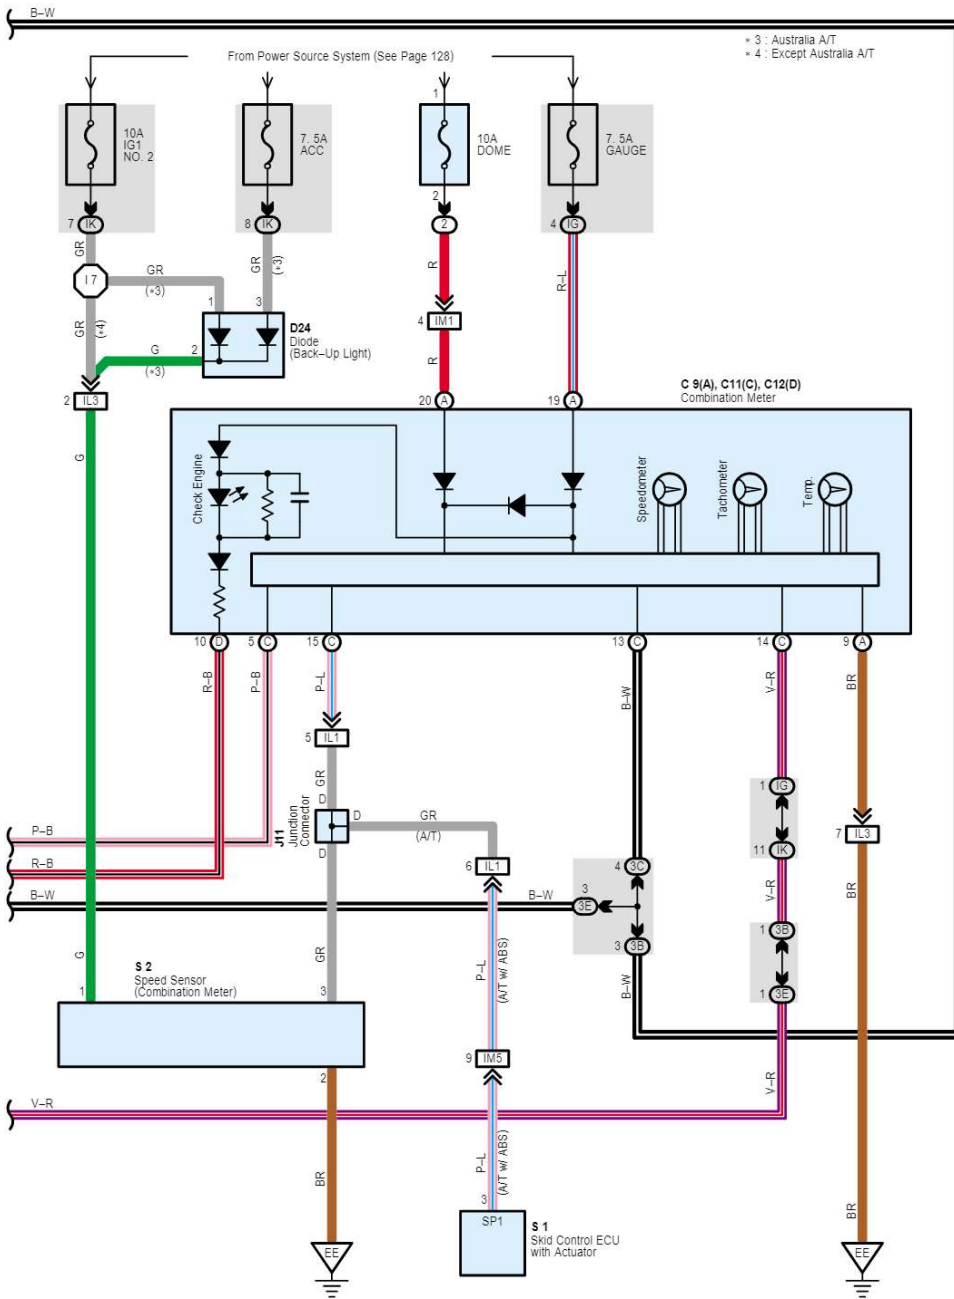 B–W
* 3 : Australia A/T
* 4 : Except Australia A/T
From Power Source System (See Page 128)
10A
IG1
NO. 2
7. 5A
ACC
1
10A
DOME
2
7. 5A
GAUGE
7 IK
8 IK
2
4 IG
GR
I 7
GR
(*3)
GR
(*3)
R
R–L
1
3
D24
Diode
(Back–Up Light)
GR
(*4)
G
(*3)
2
4 IM1
R
2 IL3
20 A
19 A
C 9(A), C11(C), C12(D)
Combination Meter
G
Check Engine
Speedometer
Tachometer
Temp.
10 D
5 C
15 C
13 C
14 C
9 A
R–B
P–B
P–L
B–W
V–R
BR
5 IL1
GR
D
D
J11
Junction
Connector
D
GR
(A/T)
1 IG
11 IK
7 IL3
P–B
R–B
B–W
6 IL1
B–W
3
3E
4 3C
3 3B
V–R
BR
1 3B
1 3E
G
GR
P–L
(A/T w/ ABS)
B–W
S 2
Speed Sensor
(Combination Meter)
1
3
9 IM5
2
V–R
V–R
BR
P–L
(A/T w/ ABS)
3
SP1
S 1
Skid Control ECU
with Actuator
BR
EE
EE